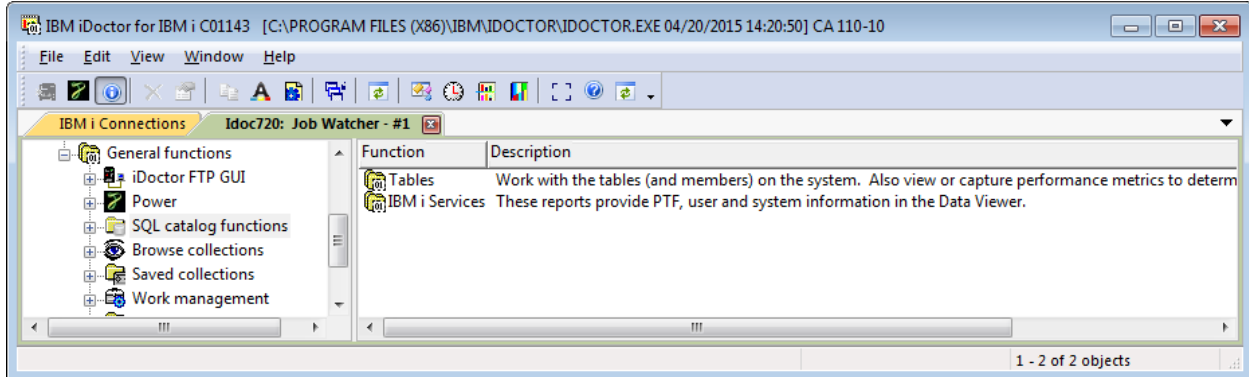 IBM iDoctor for IBM i C01143 [C:\PROGRAM FILES (X86)\IBM\IDOCTOR\IDOCTOR.EXE 04/20/2015 14:20:50] CA 110-10
File Edit View Window Help
IBM i Connections Idoc720: Job Watcher - #1
General functions
iDoctor FTP GUI
Power
SQL catalog functions
Browse collections
Saved collections
Work management
Function Description
Tables Work with the tables (and members) on the system. Also view or capture performance metrics to determ
IBM i Services These reports provide PTF, user and system information in the Data Viewer.
1 - 2 of 2 objects